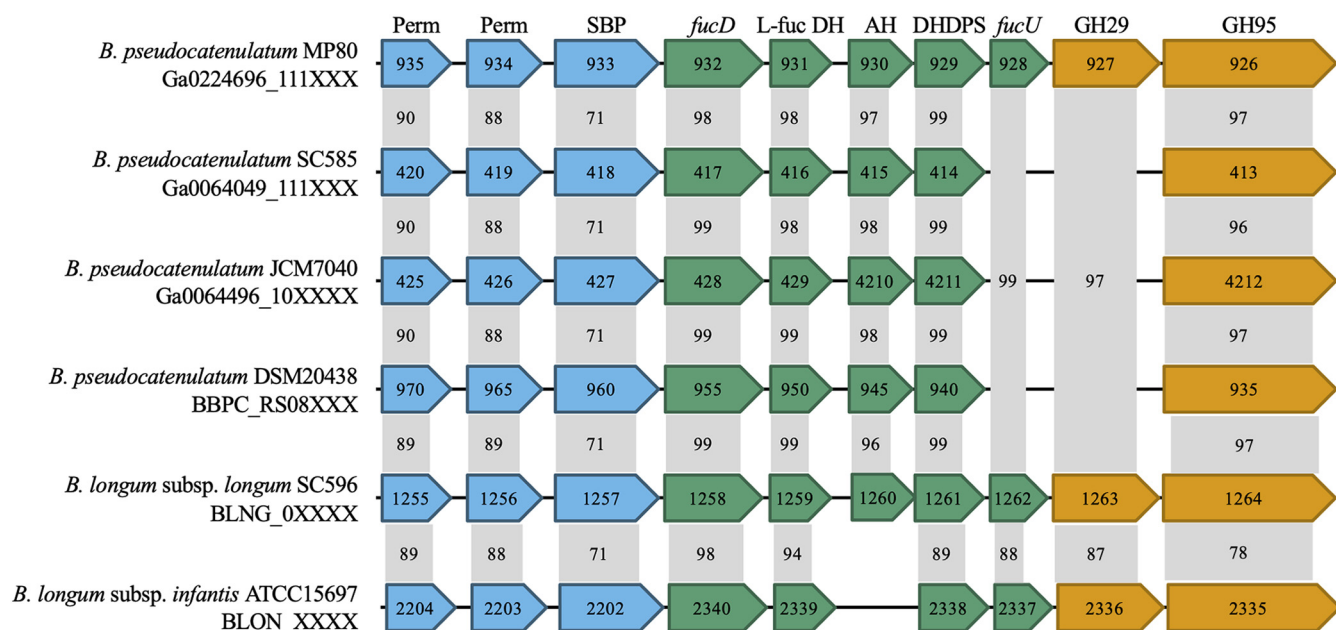 Perm Perm SBP fucD L-fuc DH AH DHDPS fucU GH29 GH95
B. pseudocatenulatum MP80
Ga0224696_111XXX
935 934 933 932 931 930 929 928 927 926
90 88 71 98 98 97 99 97
B. pseudocatenulatum SC585
Ga0064049_111XXX
420 419 418 417 416 415 414 413
90 88 71 99 98 98 99 96
B. pseudocatenulatum JCM7040
Ga0064496_10XXXX
425 426 427 428 429 4210 4211 99 97 4212
90 88 71 99 99 98 99 97
B. pseudocatenulatum DSM20438
BBPC_RS08XXX
970 965 960 955 950 945 940 935
89 89 71 99 99 96 99 97
B. longum subsp. longum SC596
BLNG_0XXXX
1255 1256 1257 1258 1259 1260 1261 1262 1263 1264
89 88 71 98 94 89 88 87 78
B. longum subsp. infantis ATCC15697
BLON_XXXX
2204 2203 2202 2340 2339 2338 2337 2336 2335